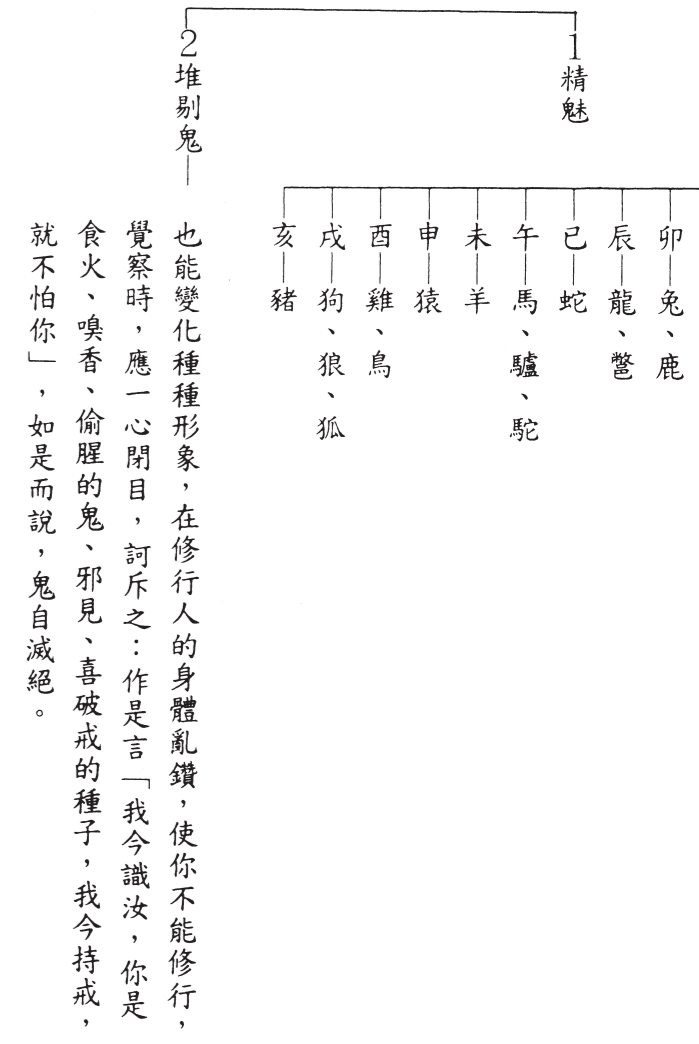 1精魅
卯—兔、鹿
辰—龍、鱉
巳—蛇
午—馬、驢、駝
未—羊
申—猿
酉—雞、鳥
戌—狗、狼、狐
亥—豬
2堆剔鬼—
也能變化種種形象，在修行人的身體亂鑽，使你不能修行，
覺察時，應一心閉目，訶斥之：作是言「我今識汝，你是
食火、嗅香、偷腥的鬼、邪見、喜破戒的種子，我今持戒，
就不怕你」，如是而說，鬼自滅絕。